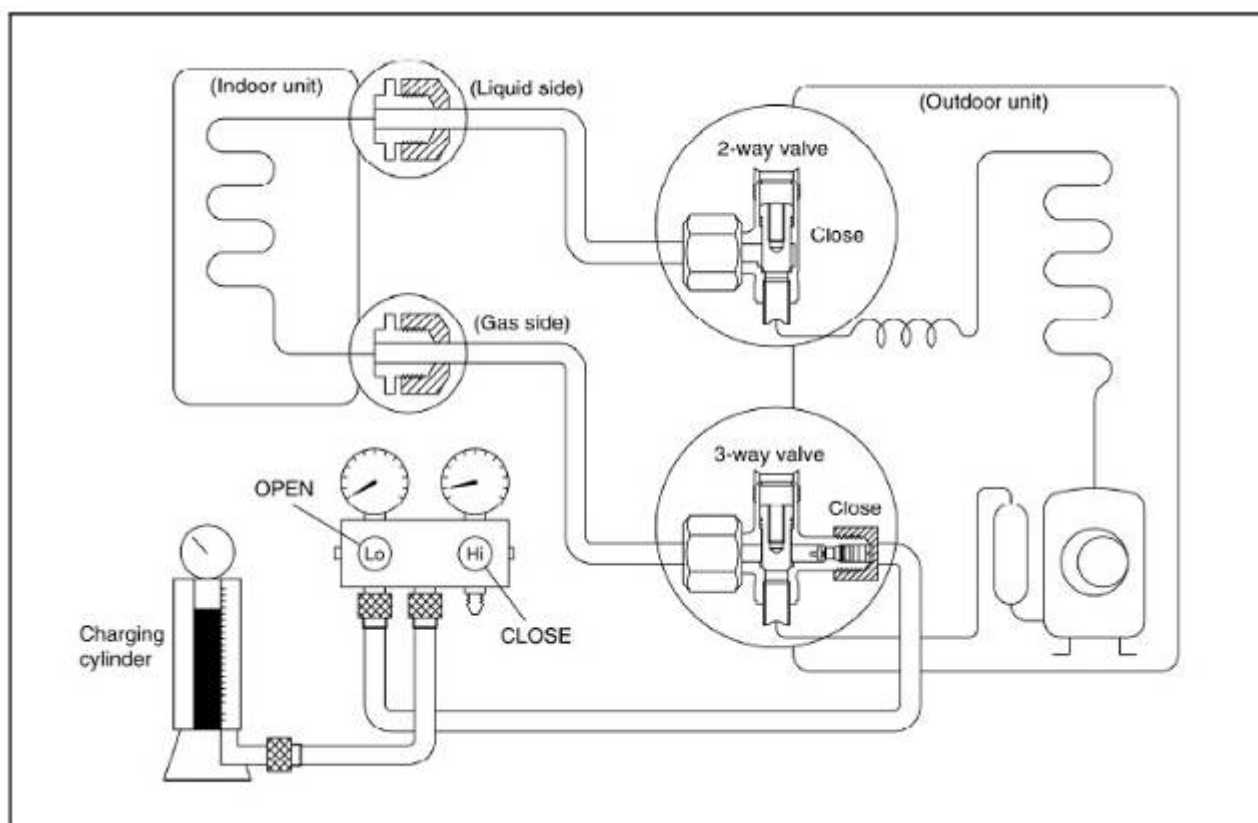 (Indoor unit)
(Liquid side)
(Outdoor unit)
2-way valve
Close
(Gas side)
3-way valve
Close
OPEN
Lo
Hi
CLOSE
Charging
cylinder